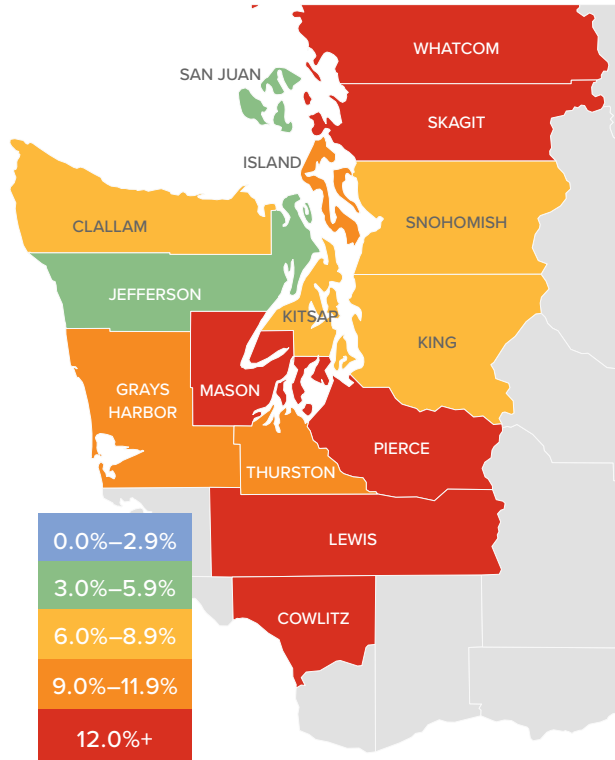 WHATCOM
SAN JUAN
SKAGIT
ISLAND
CLALLAM
SNOHOMISH
JEFFERSON
KITSAP
KING
GRAYS
HARBOR
MASON
PIERCE
THURSTON
LEWIS
COWLITZ
0.0%–2.9%
3.0%–5.9%
6.0%–8.9%
9.0%–11.9%
12.0%+